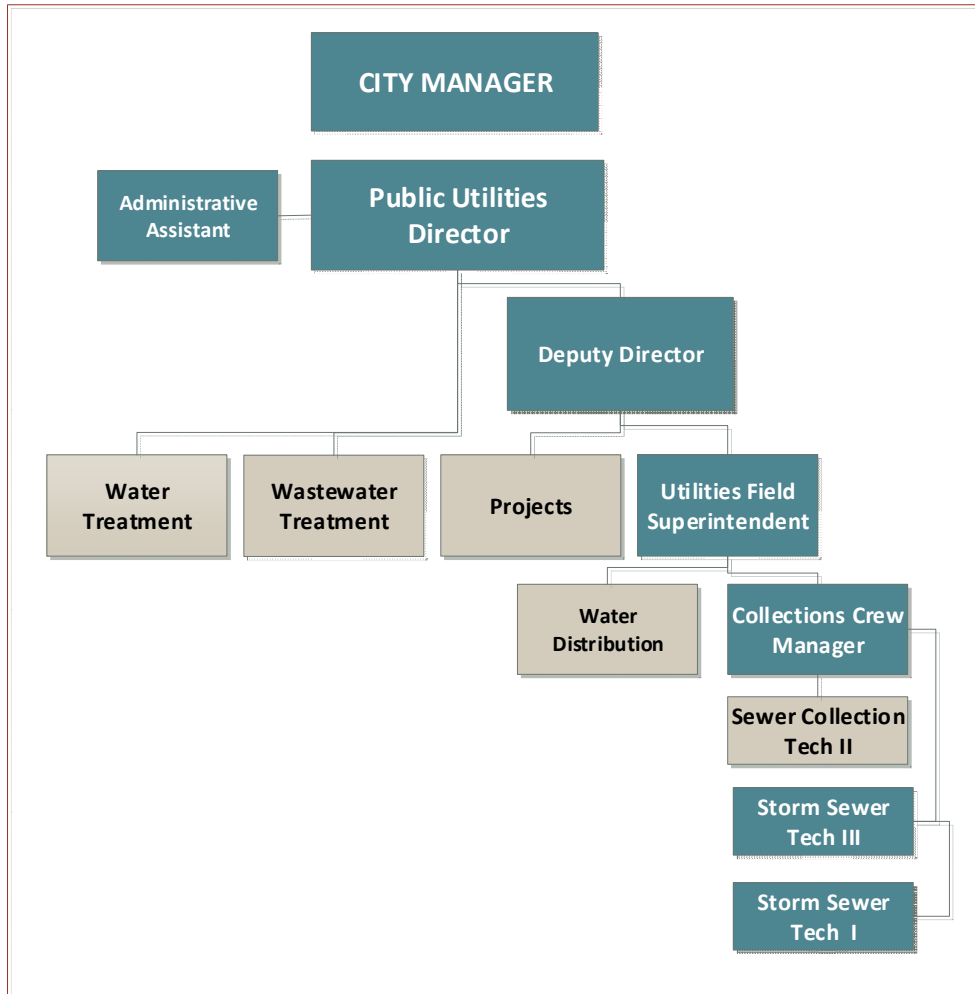 CITY MANAGER
Administrative
Assistant
Public Utilities
Director
Deputy Director
Water
Treatment
Wastewater
Treatment
Projects
Utilities Field
Superintendent
Water
Distribution
Collections Crew
Manager
Sewer Collection
Tech II
Storm Sewer
Tech III
Storm Sewer
Tech I